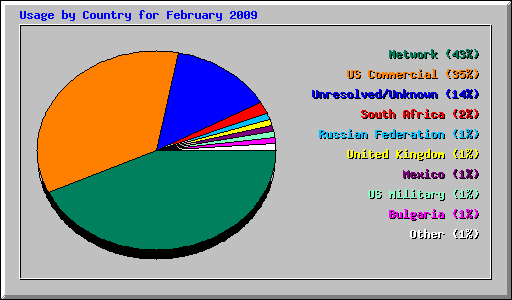 Usage by Country for February 2009
Network (43%)
US Commercial (35%)
Unresolved/Unknown (14%)
South Africa (2%)
Russian Federation (1%)
United Kingdom (1%)
Mexico (1%)
US Military (1%)
Bulgaria (1%)
Other (1%)